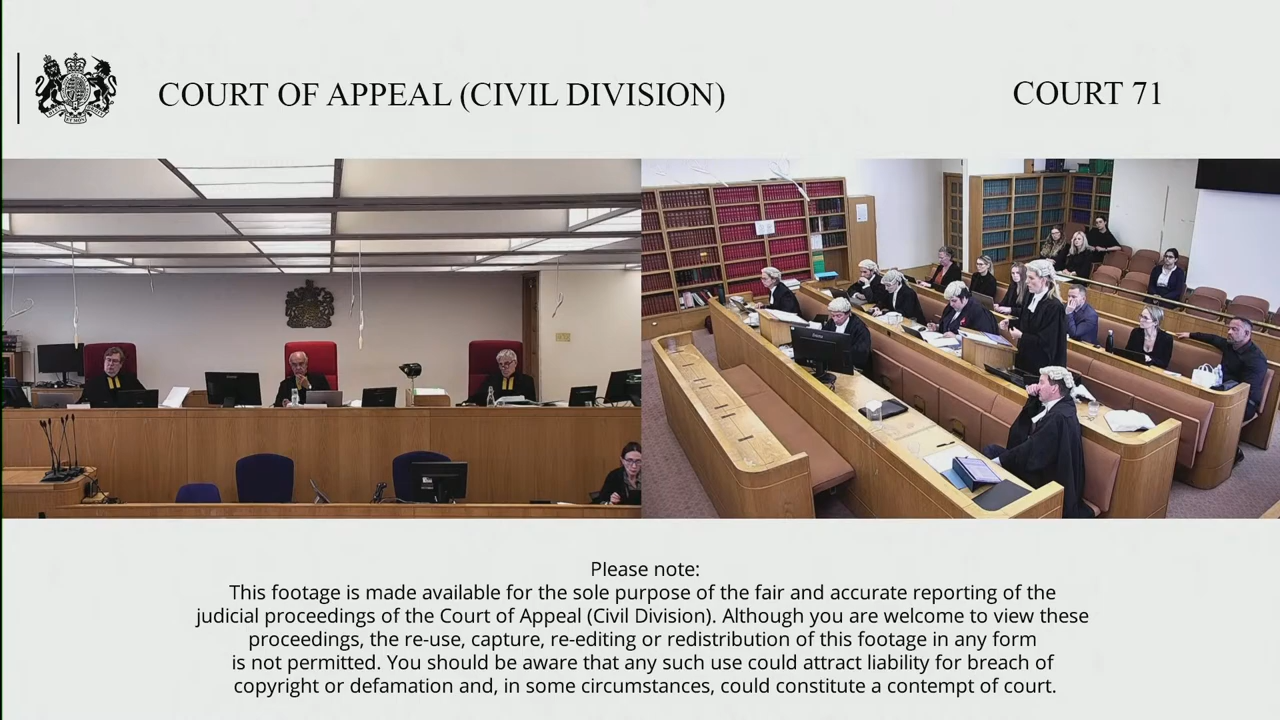 COURT OF APPEAL (CIVIL DIVISION)
COURT 71
Please note:
This footage is made available for the sole purpose of the fair and accurate reporting of the
judicial proceedings of the Court of Appeal (Civil Division). Although you are welcome to view these
proceedings, the re-use, capture, re-editing or redistribution of this footage in any form
is not permitted. You should be aware that any such use could attract liability for breach of
copyright or defamation and, in some circumstances, could constitute a contempt of court.